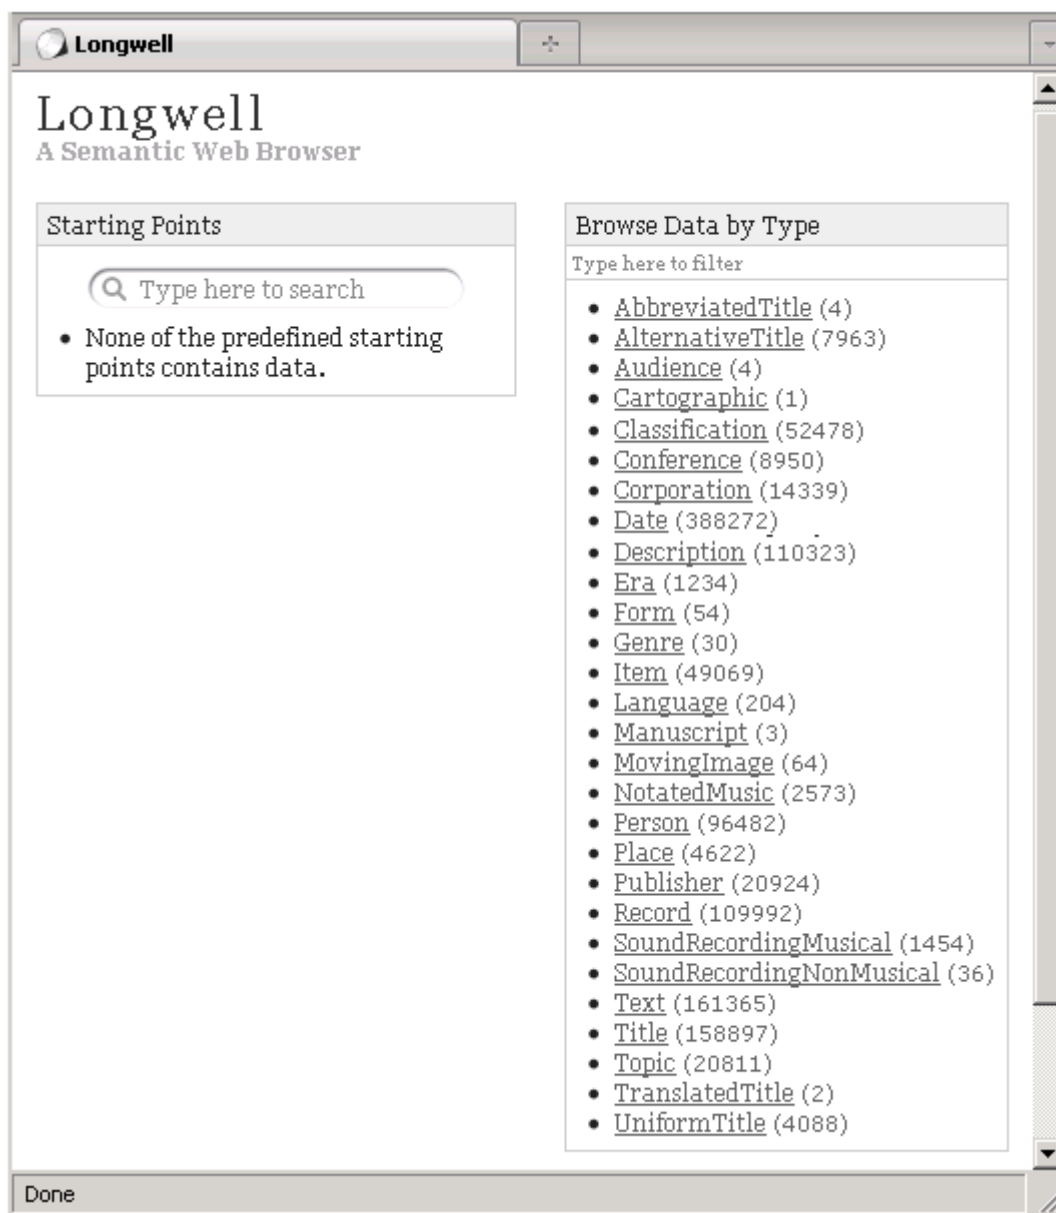 Longwell
Longwell
A Semantic Web Browser
Starting Points
Type here to search
• None of the predefined starting
points contains data.
Browse Data by Type
Type here to filter
• AbbreviatedTitle (4)
• AlternativeTitle (7963)
• Audience (4)
• Cartographic (1)
• Classification (52478)
• Conference (8950)
• Corporation (14339)
• Date (388272)
• Description (110323)
• Era (1234)
• Form (54)
• Genre (30)
• Item (49069)
• Language (204)
• Manuscript (3)
• MovingImage (64)
• NotatedMusic (2573)
• Person (96482)
• Place (4622)
• Publisher (20924)
• Record (109992)
• SoundRecordingMusical (1454)
• SoundRecordingNonMusical (36)
• Text (161365)
• Title (158897)
• Topic (20811)
• TranslatedTitle (2)
• UniformTitle (4088)
Done